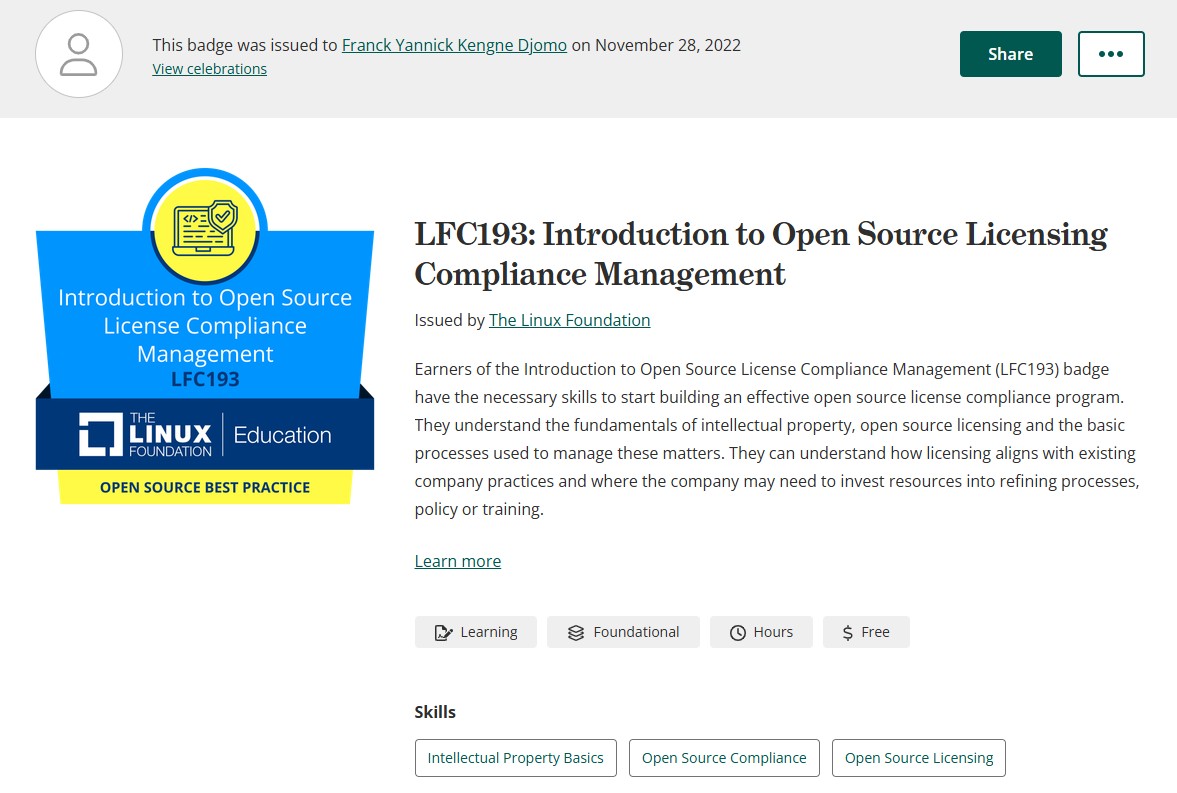 This badge was issued to Franck Yannick Kengne Djomo on November 28, 2022
View celebrations
Share
•••
Introduction to Open Source
License Compliance
Management
LFC193
THE
LINUX
FOUNDATION
Education
OPEN SOURCE BEST PRACTICE
LFC193: Introduction to Open Source Licensing
Compliance Management
Issued by The Linux Foundation
Earners of the Introduction to Open Source License Compliance Management (LFC193) badge
have the necessary skills to start building an effective open source license compliance program.
They understand the fundamentals of intellectual property, open source licensing and the basic
processes used to manage these matters. They can understand how licensing aligns with existing
company practices and where the company may need to invest resources into refining processes,
policy or training.
Learn more
Learning
Foundational
Hours
$ Free
Skills
Intellectual Property Basics
Open Source Compliance
Open Source Licensing